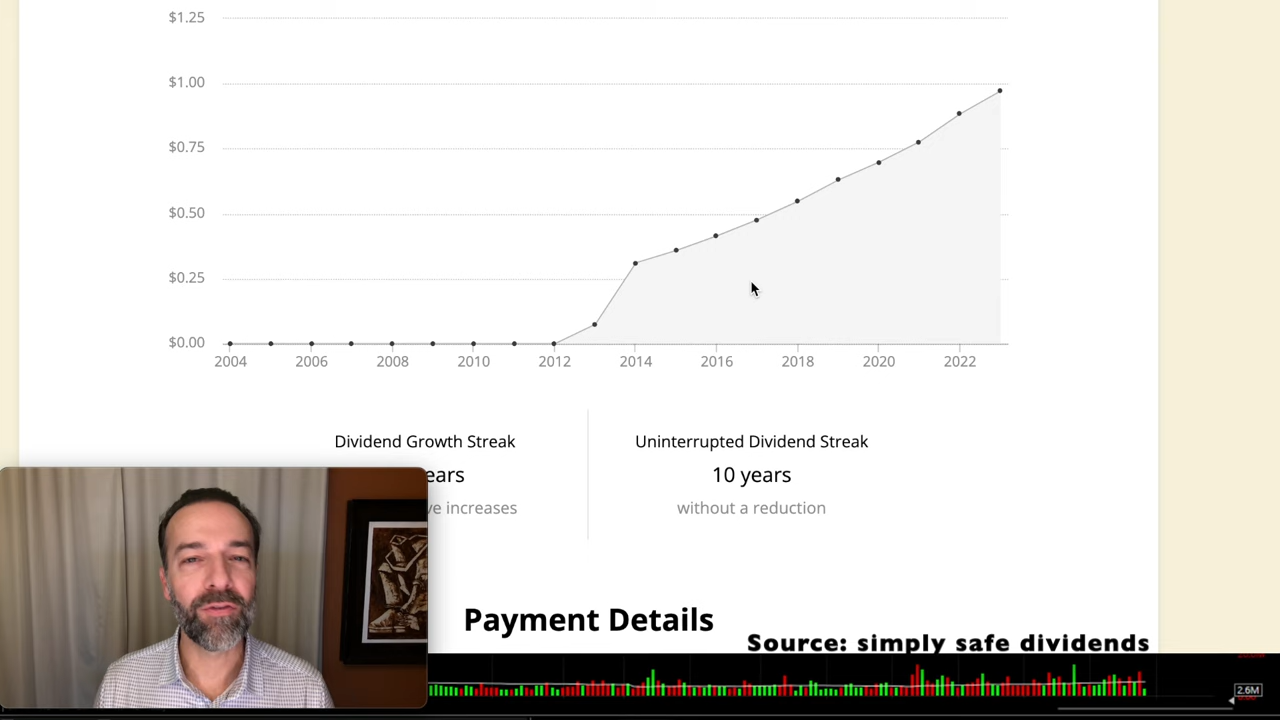 $1.25
$1.00
$0.75
$0.50
$0.25
$0.00
2004 2006 2008 2010 2012 2014 2016 2018 2020 2022
Dividend Growth Streak
ears
ve increases
Uninterrupted Dividend Streak
10 years
without a reduction
Payment Details
Source: simply safe dividends
2.6M